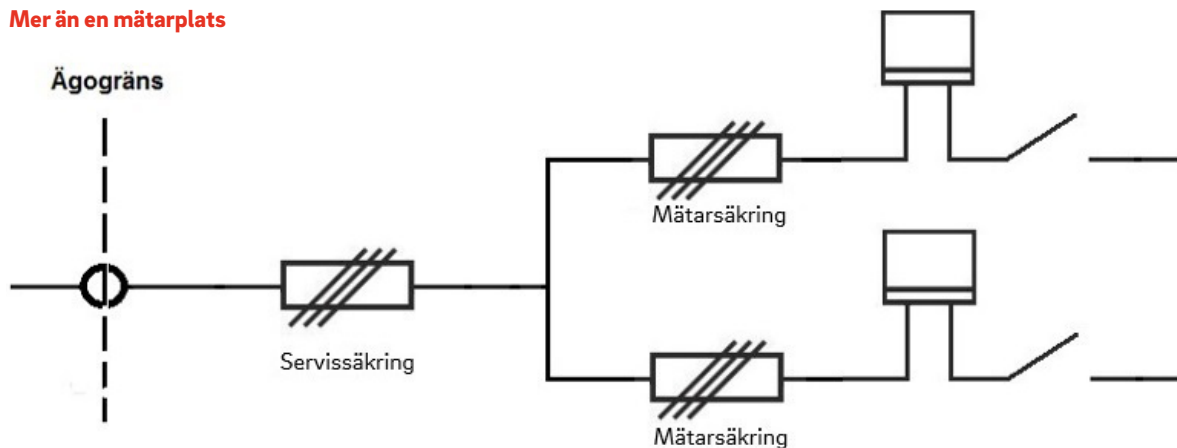 Mer än en mätarplats
Ägogräns
Mätarsäkring
Servissäkring
Mätarsäkring